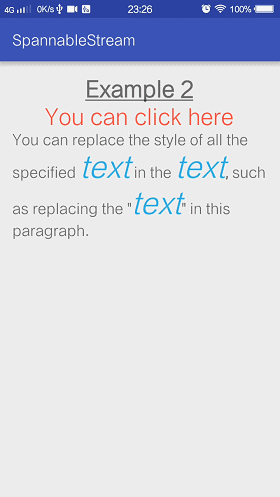 4G 0K/s 23:26 100%
SpannableStream
Example 2
You can click here
You can replace the style of all the
specified text in the text, such
as replacing the "text" in this
paragraph.